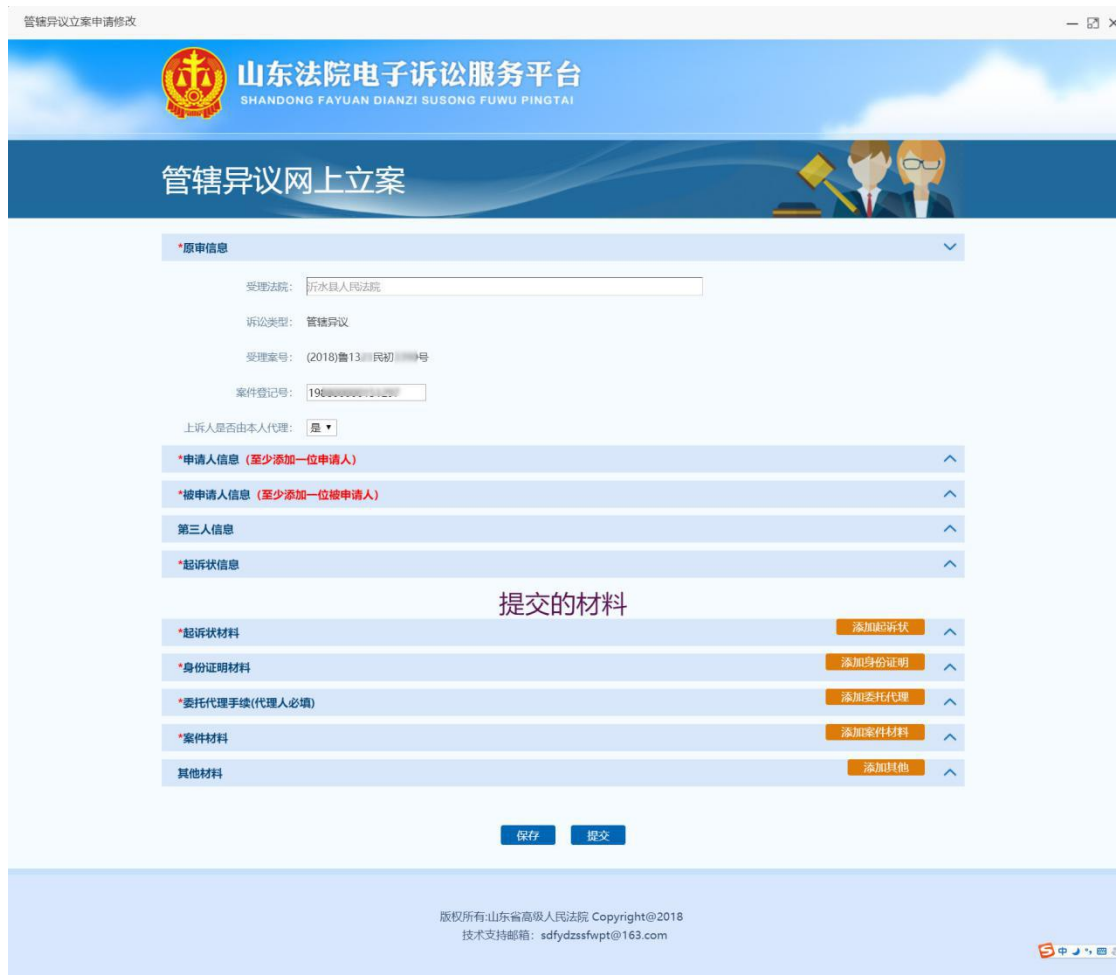 管辖异议立案申请修改
山东法院电子诉讼服务平台
SHANDONG FAYUAN DIANZI SUSONG FUWU PINGTAI
管辖异议网上立案
*原审信息
受理法院： 沂水县人民法院
诉讼类型： 管辖异议
受理案号： (2018)鲁13 民初 号
案件登记号： 198
上诉人是否由本人代理： 是
*申请人信息（至少添加一位申请人）
*被申请人信息（至少添加一位被申请人）
第三人信息
*起诉状信息
提交的材料
*起诉状材料 添加起诉状
*身份证明材料 添加身份证明
*委托代理手续(代理人必填) 添加委托代理
*案件材料 添加案件材料
其他材料 添加其他
保存 提交
版权所有:山东省高级人民法院 Copyright@2018
技术支持邮箱：sdfydzssfwpt@163.com
中